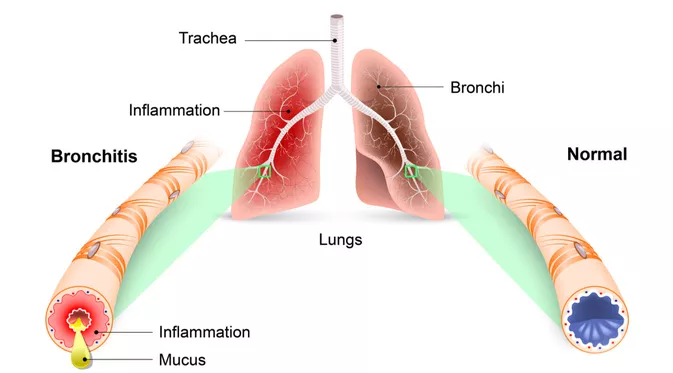 Trachea
Bronchi
Inflammation
Bronchitis
Normal
Lungs
Inflammation
Mucus